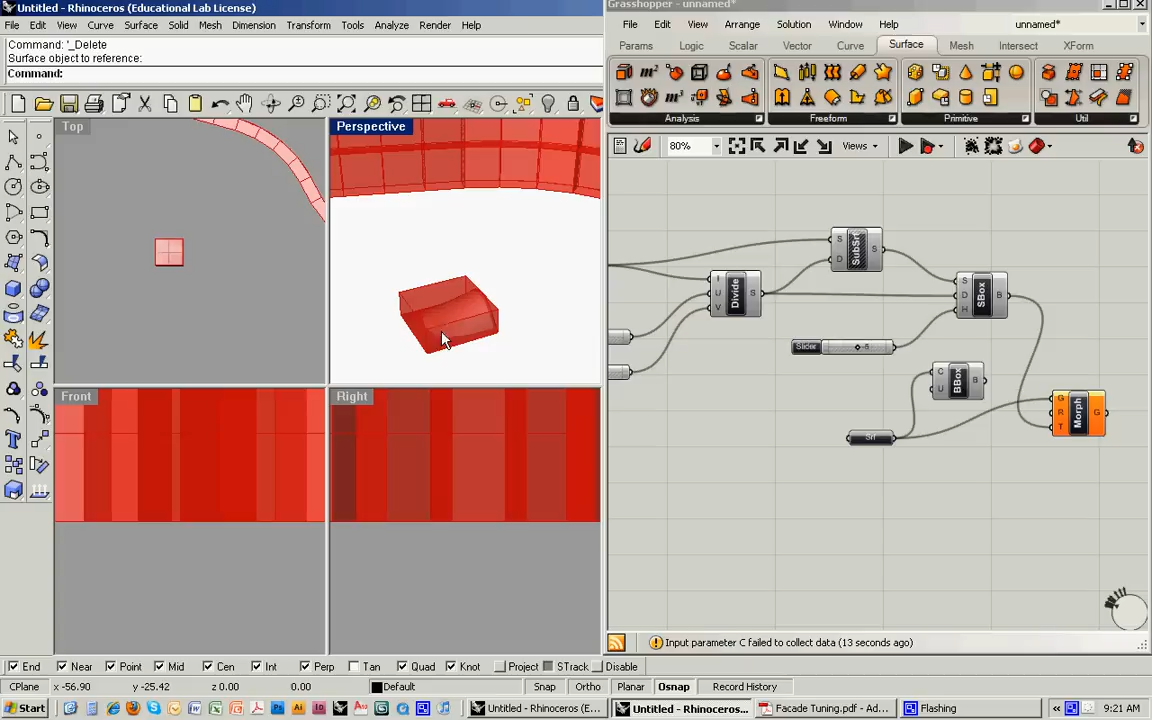 Untitled - Rhinoceros (Educational Lab License)
File Edit View Curve Surface Solid Mesh Dimension Transform Tools Analyze Render Help
Command: '_Delete
Surface object to reference:
Command:
Top
Perspective
Front
Right
End Near Point Mid Cen Int Perp Tan Quad Knot Project STrack Disable
CPlane x -56.90 y -25.42 z 0.00 0.00 Default Snap Ortho Planar Osnap Record History
Grasshopper - unnamed*
File Edit View Arrange Solution Window Help unnamed*
Params Logic Scalar Vector Curve Surface Mesh Intersect XForm
Analysis Freeform Primitive Util
80% Views
S
D
SubSrf
S
I
U
V
Divide
S
S
D
H
SBox
B
Slider
5
C
U
BBox
B
Srf
G
R
T
Morph
G
Input parameter C failed to collect data (13 seconds ago)
Start
Untitled - Rhinoceros (E...
Untitled - Rhinoceros...
Facade Tuning.pdf - Ad...
Flashing
9:21 AM